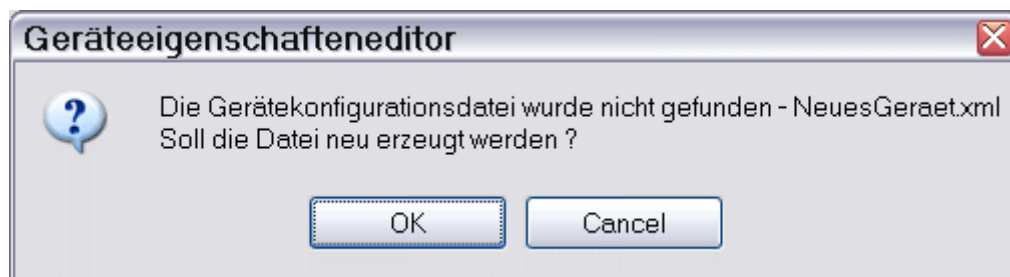 Geräteeigenschafteneditor
Die Gerätekonfigurationsdatei wurde nicht gefunden - NeuesGeraet.xml
Soll die Datei neu erzeugt werden ?
OK
Cancel